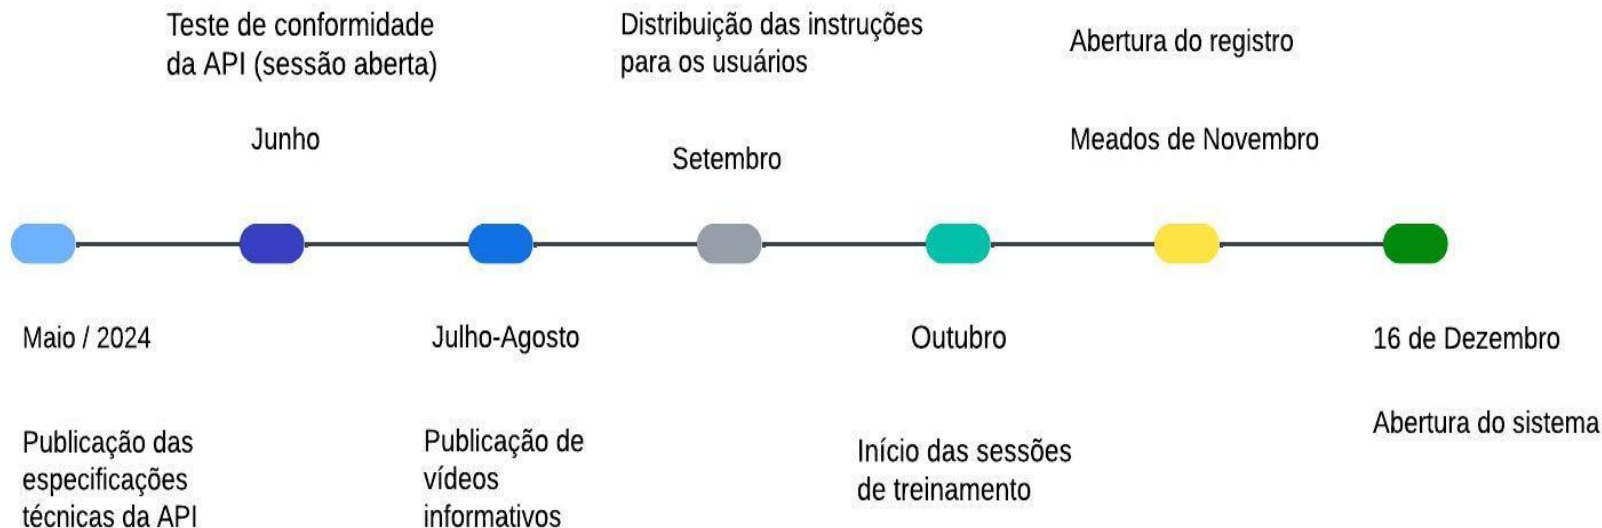 Teste de conformidade
da API (sessão aberta)
Junho
Distribuição das instruções
para os usuários
Setembro
Abertura do registro
Meados de Novembro
Maio / 2024
Publicação das
especificações
técnicas da API
Julho-Agosto
Publicação de
vídeos
informativos
Outubro
Início das sessões
de treinamento
16 de Dezembro
Abertura do sistema